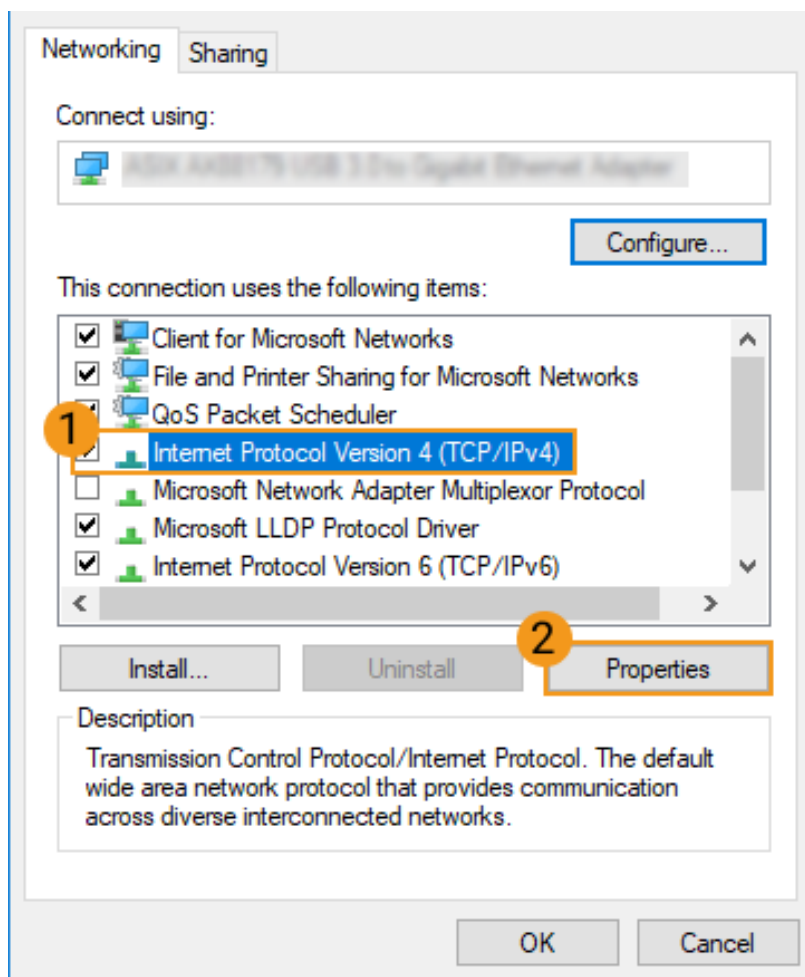 Networking Sharing
Connect using:
Configure...
This connection uses the following items:
Client for Microsoft Networks
File and Printer Sharing for Microsoft Networks
QoS Packet Scheduler
1
Internet Protocol Version 4 (TCP/IPv4)
Microsoft Network Adapter Multiplexor Protocol
Microsoft LLDP Protocol Driver
Internet Protocol Version 6 (TCP/IPv6)
2
Install... Uninstall Properties
Description
Transmission Control Protocol/Internet Protocol. The default
wide area network protocol that provides communication
across diverse interconnected networks.
OK Cancel